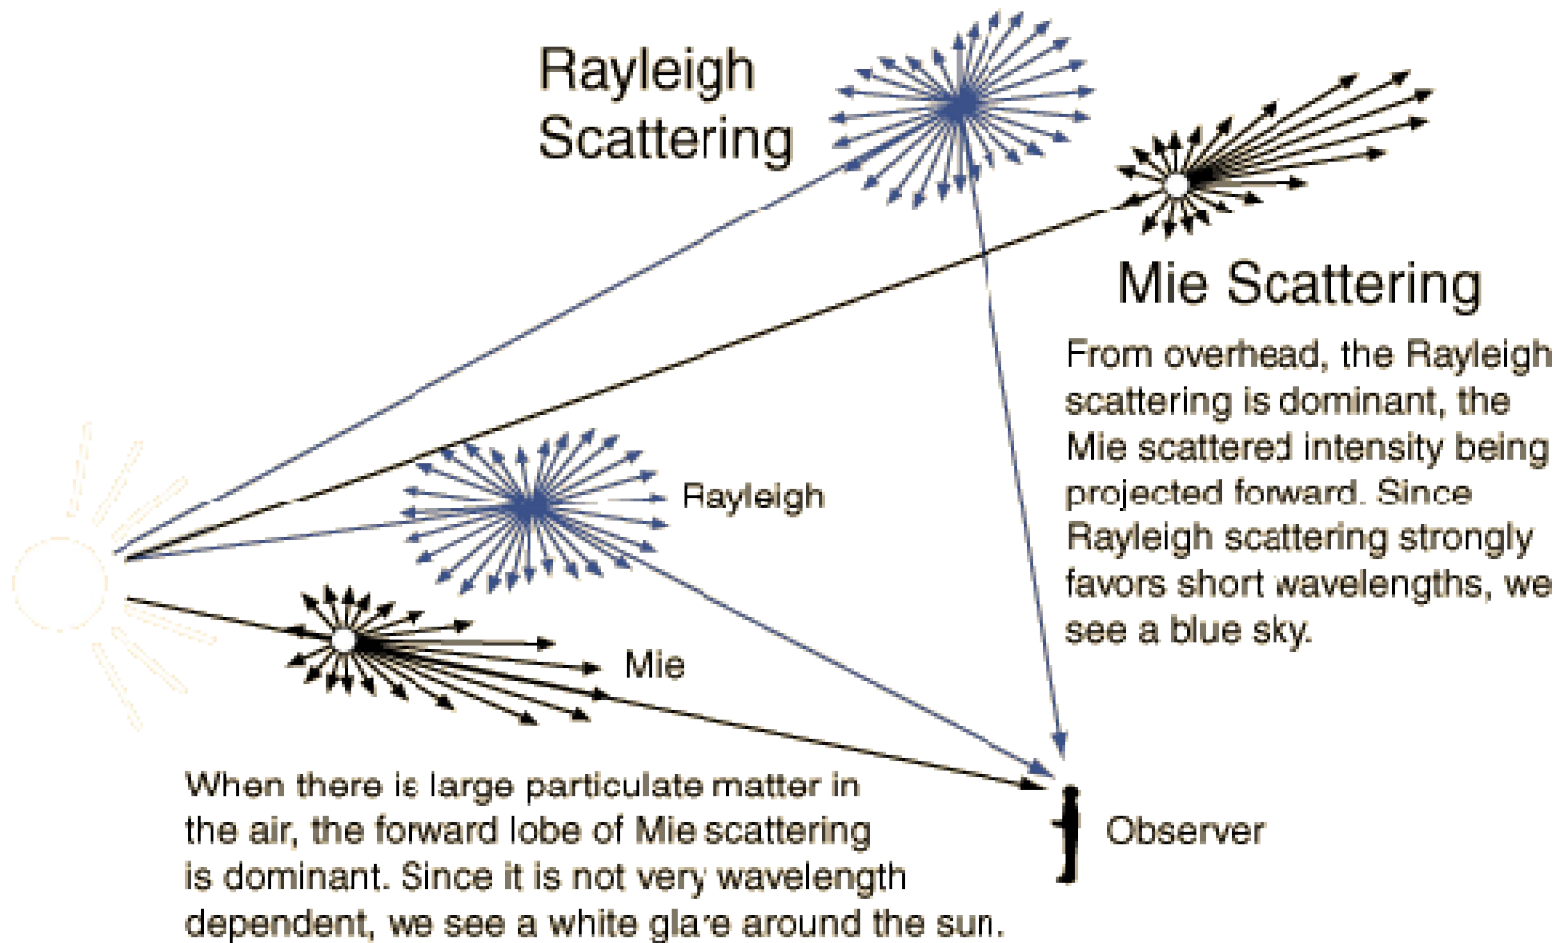 Rayleigh
Scattering
Mie Scattering
From overhead, the Rayleigh
scattering is dominant, the
Mie scattered intensity being
projected forward. Since
Rayleigh scattering strongly
favors short wavelengths, we
see a blue sky.
Rayleigh
Mie
Observer
When there is large particulate matter in
the air, the forward lobe of Mie scattering
is dominant. Since it is not very wavelength
dependent, we see a white glare around the sun.